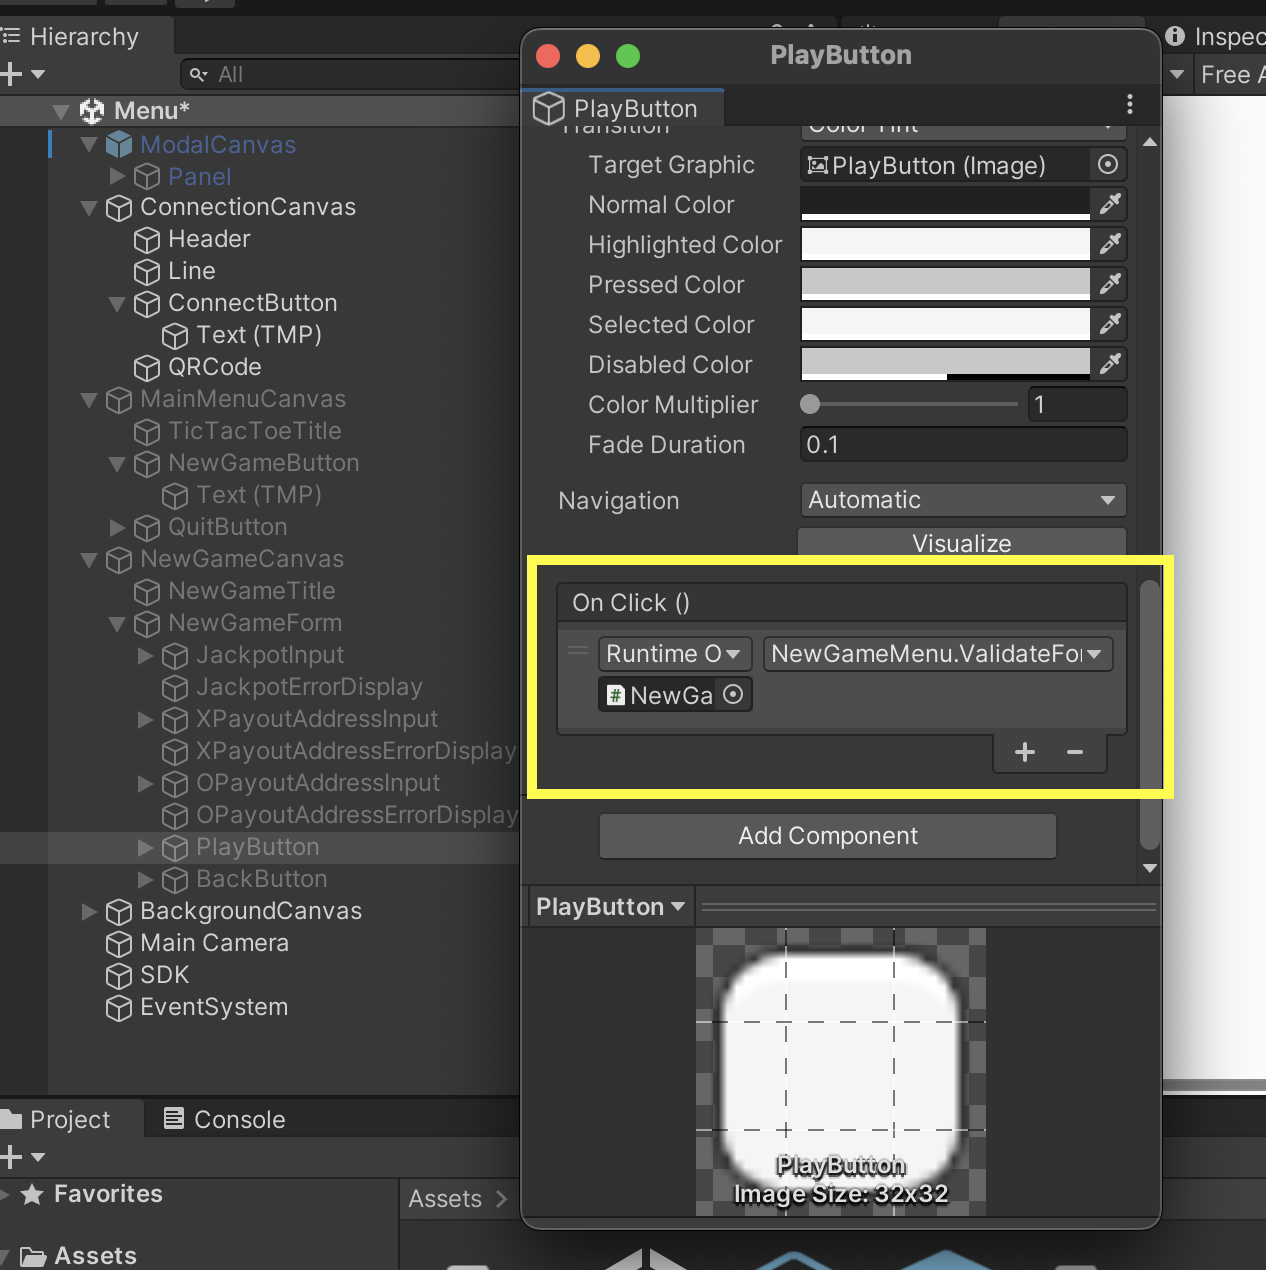 Hierarchy
All
Menu*
ModalCanvas
Panel
ConnectionCanvas
Header
Line
ConnectButton
Text (TMP)
QRCode
MainMenuCanvas
TicTacToeTitle
NewGameButton
Text (TMP)
QuitButton
NewGameCanvas
NewGameTitle
NewGameForm
JackpotInput
JackpotErrorDisplay
XPayoutAddressInput
XPayoutAddressErrorDisplay
OPayoutAddressInput
OPayoutAddressErrorDisplay
PlayButton
BackButton
BackgroundCanvas
Main Camera
SDK
EventSystem
PlayButton
PlayButton
Transition Color Tint
Target Graphic PlayButton (Image)
Normal Color
Highlighted Color
Pressed Color
Selected Color
Disabled Color
Color Multiplier 1
Fade Duration 0.1
Navigation Automatic
Visualize
On Click ()
Runtime O NewGameMenu.ValidateFor
# NewGa
+ −
Add Component
PlayButton
PlayButton
Image Size: 32x32
Inspec
Free A
Project Console
Favorites
Assets
Assets >